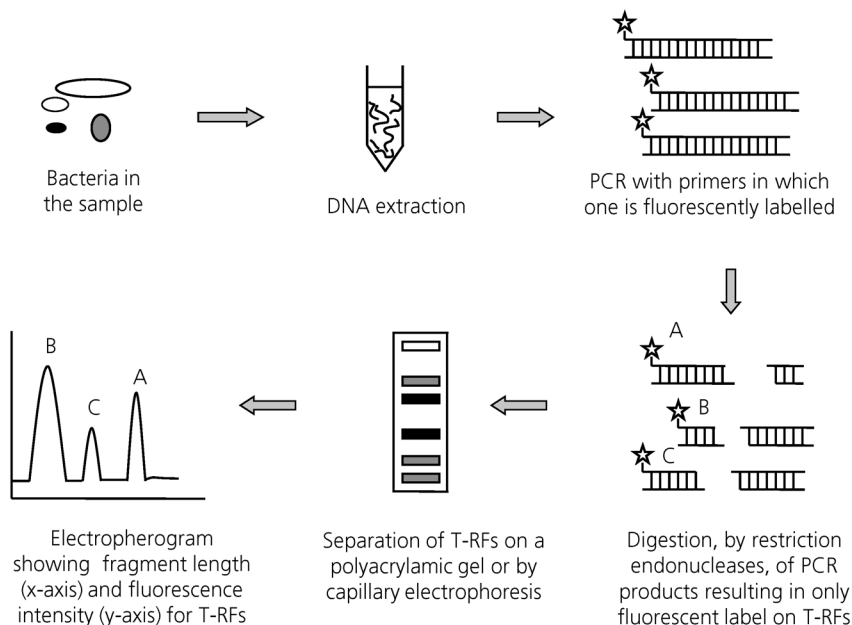 Bacteria in
the sample
DNA extraction
PCR with primers in which
one is fluorescently labelled
A
B
C
Digestion, by restriction
endonucleases, of PCR
products resulting in only
fluorescent label on T-RFs
Separation of T-RFs on a
polyacrylamic gel or by
capillary electrophoresis
B
C
A
Electropherogram
showing fragment length
(x-axis) and fluorescence
intensity (y-axis) for T-RFs